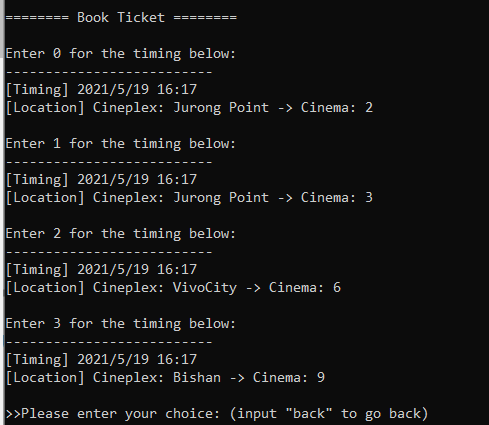 ======== Book Ticket ========
Enter 0 for the timing below:
--------------------------
[Timing] 2021/5/19 16:17
[Location] Cineplex: Jurong Point -> Cinema: 2
Enter 1 for the timing below:
--------------------------
[Timing] 2021/5/19 16:17
[Location] Cineplex: Jurong Point -> Cinema: 3
Enter 2 for the timing below:
--------------------------
[Timing] 2021/5/19 16:17
[Location] Cineplex: VivoCity -> Cinema: 6
Enter 3 for the timing below:
--------------------------
[Timing] 2021/5/19 16:17
[Location] Cineplex: Bishan -> Cinema: 9
>>Please enter your choice: (input "back" to go back)